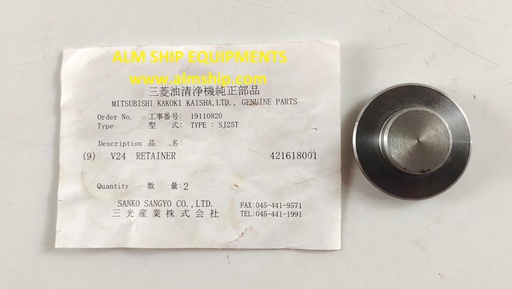 ALM SHIP EQUIPMENTS
www.almship.com
三菱油清浄機純正部品
MITSUBISHI KAKOKI KAISHA,LTD., GENUINE PARTS
Order No. 工事番号: 19110820
Type 型 式: TYPE : SJ25T
Description 品 名:
(9) V24 RETAINER 421618001
Quantity 数 量: 2
SANKO SANGYO CO.,LTD. FAX:045-441-9571
三光産業株式会社 TEL:045-441-1991